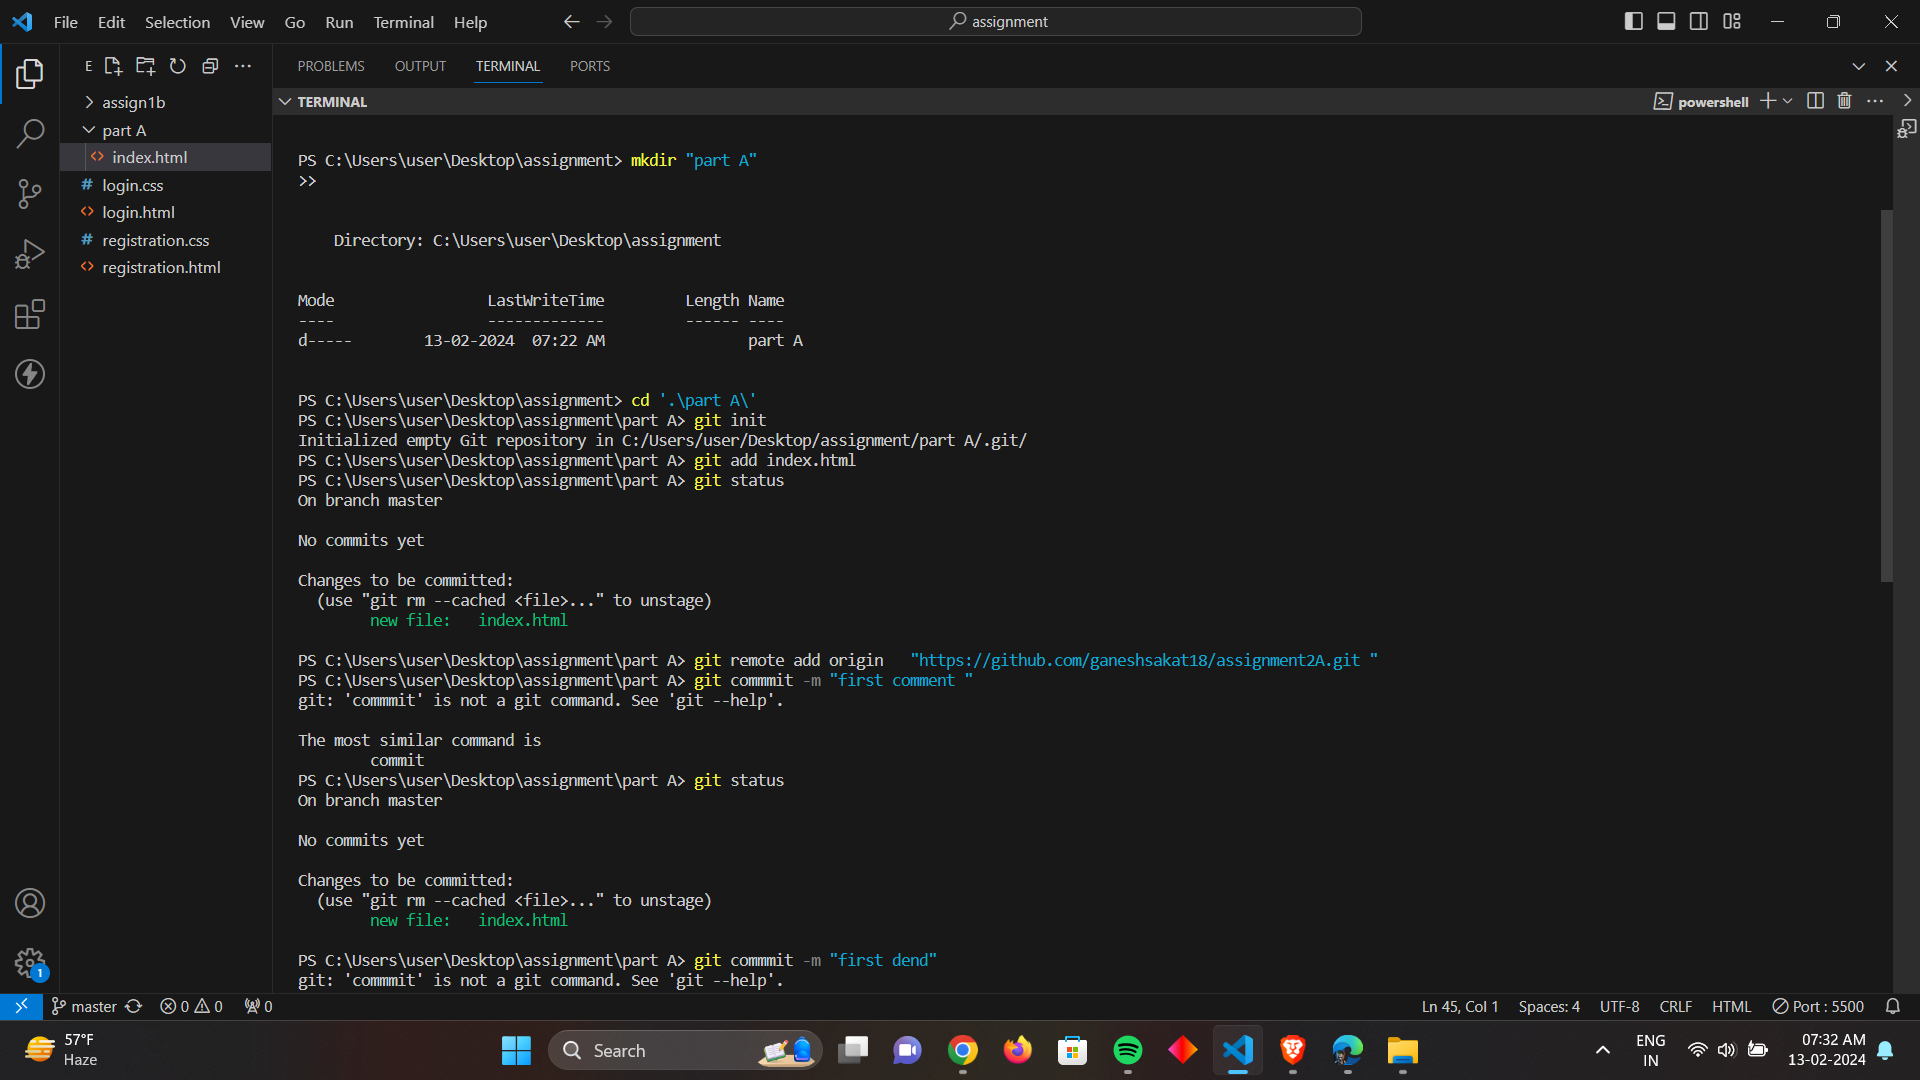 File Edit Selection View Go Run Terminal Help
assignment
E
PROBLEMS OUTPUT TERMINAL PORTS
assign1b
part A
index.html
login.css
login.html
registration.css
registration.html
TERMINAL
powershell
PS C:\Users\user\Desktop\assignment> mkdir "part A"
>>
Directory: C:\Users\user\Desktop\assignment
Mode LastWriteTime Length Name
---- ------------- ------ ----
d----- 13-02-2024 07:22 AM part A
PS C:\Users\user\Desktop\assignment> cd '.\part A\'
PS C:\Users\user\Desktop\assignment\part A> git init
Initialized empty Git repository in C:/Users/user/Desktop/assignment/part A/.git/
PS C:\Users\user\Desktop\assignment\part A> git add index.html
PS C:\Users\user\Desktop\assignment\part A> git status
On branch master
No commits yet
Changes to be committed:
(use "git rm --cached <file>..." to unstage)
new file: index.html
PS C:\Users\user\Desktop\assignment\part A> git remote add origin "https://github.com/ganeshsakat18/assignment2A.git "
PS C:\Users\user\Desktop\assignment\part A> git commmit -m "first comment "
git: 'commmit' is not a git command. See 'git --help'.
The most similar command is
commit
PS C:\Users\user\Desktop\assignment\part A> git status
On branch master
No commits yet
Changes to be committed:
(use "git rm --cached <file>..." to unstage)
new file: index.html
PS C:\Users\user\Desktop\assignment\part A> git commmit -m "first dend"
git: 'commmit' is not a git command. See 'git --help'.
1
master 0 0 0
Ln 45, Col 1 Spaces: 4 UTF-8 CRLF HTML Port : 5500
57°F
Haze
Search
ENG
IN
07:32 AM
13-02-2024